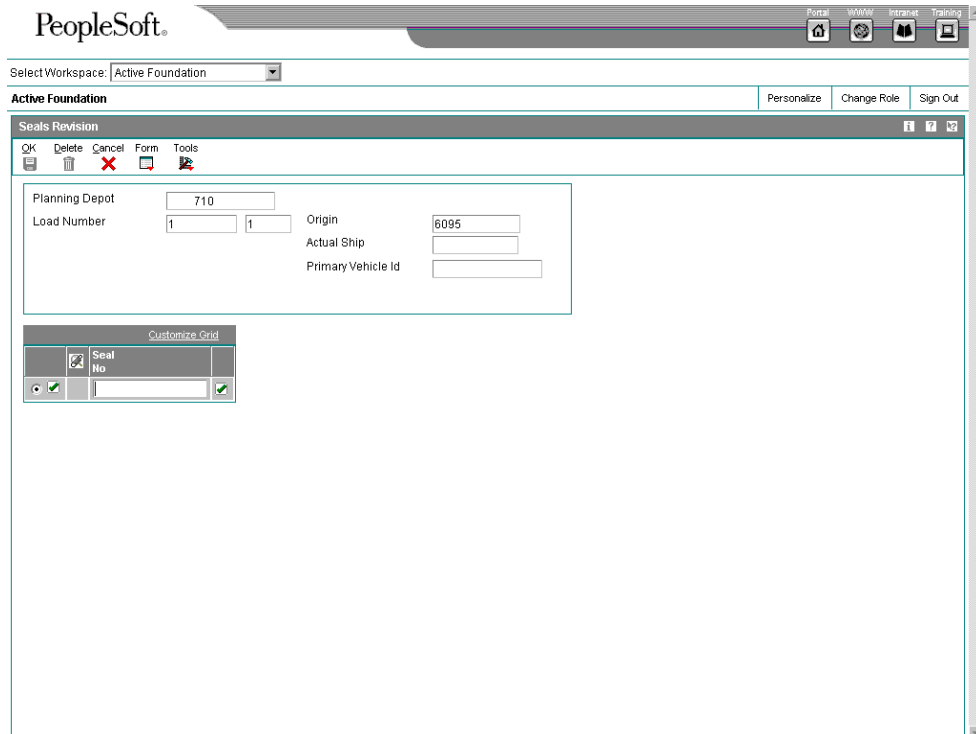 PeopleSoft®
Portal WWW Intranet Training
Select Workspace: Active Foundation
Active Foundation Personalize Change Role Sign Out
Seals Revision
OK Delete Cancel Form Tools
Planning Depot 710
Load Number 1 1 Origin 6095
Actual Ship
Primary Vehicle Id
Customize Grid
Seal
No